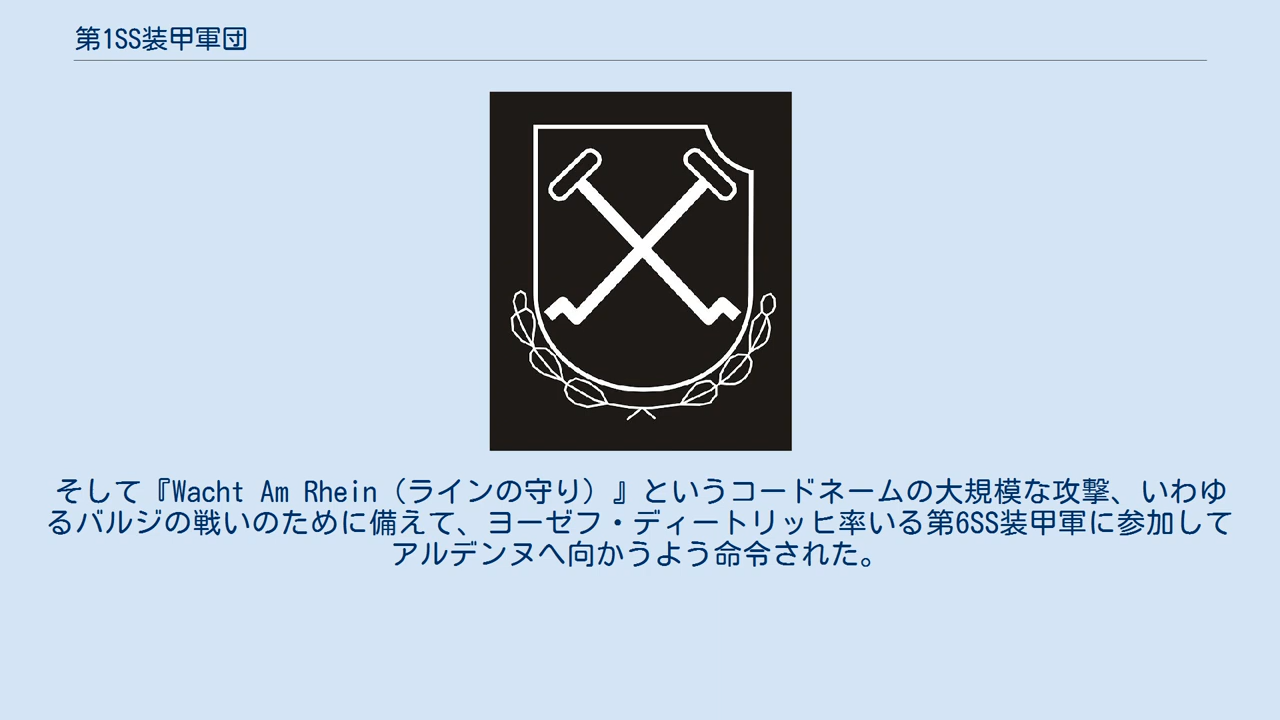 第1SS装甲軍団
そして『Wacht Am Rhein（ラインの守り）』というコードネームの大規模な攻撃、いわゆ
るバルジの戦いのために備えて、ヨーゼフ・ディートリッヒ率いる第6SS装甲軍に参加して
アルデンヌへ向かうよう命令された。